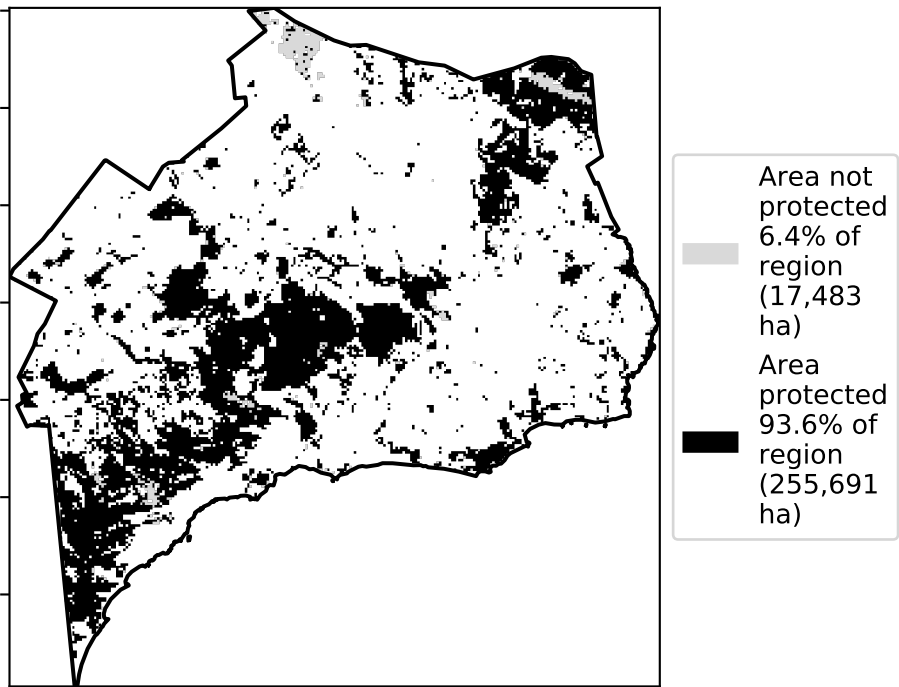 Area not
protected
6.4% of
region
(17,483
ha)
Area
protected
93.6% of
region
(255,691
ha)